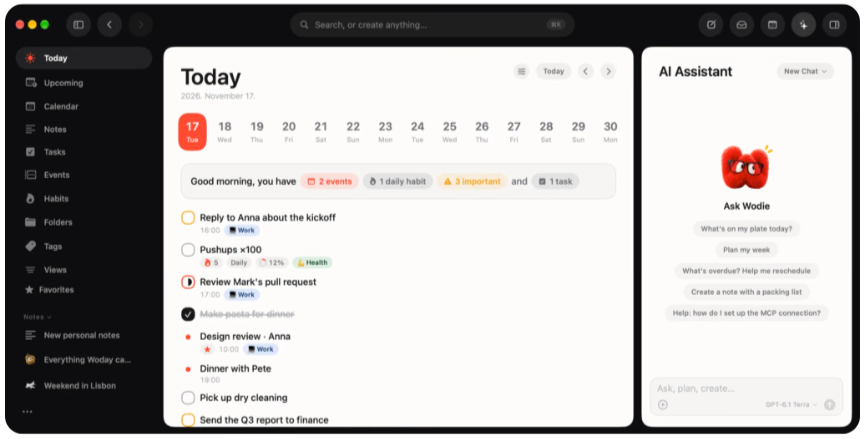 Search, or create anything...
⌘K
Today
Upcoming
Calendar
Notes
Tasks
Events
Habits
Folders
Tags
Views
Favorites
Notes
New personal notes
Everything Woday ca...
Weekend in Lisbon
Today
Today
2026. November 17.
17 18 19 20 21 22 23 24 25 26 27 28 29 30
Tue Wed Thu Fri Sat Sun Mon Tue Wed Thu Fri Sat Sun Mon
Good morning, you have 2 events 1 daily habit 3 important and 1 task
Reply to Anna about the kickoff
16:00 Work
Pushups ×100
5 Daily 12% Health
Review Mark's pull request
17:00 Work
Make pasta for dinner
Design review · Anna
10:00 Work
Dinner with Pete
19:00
Pick up dry cleaning
Send the Q3 report to finance
AI Assistant
New Chat
Ask Wodie
What's on my plate today?
Plan my week
What's overdue? Help me reschedule
Create a note with a packing list
Help: how do I set up the MCP connection?
Ask, plan, create...
GPT-6.1 Terra